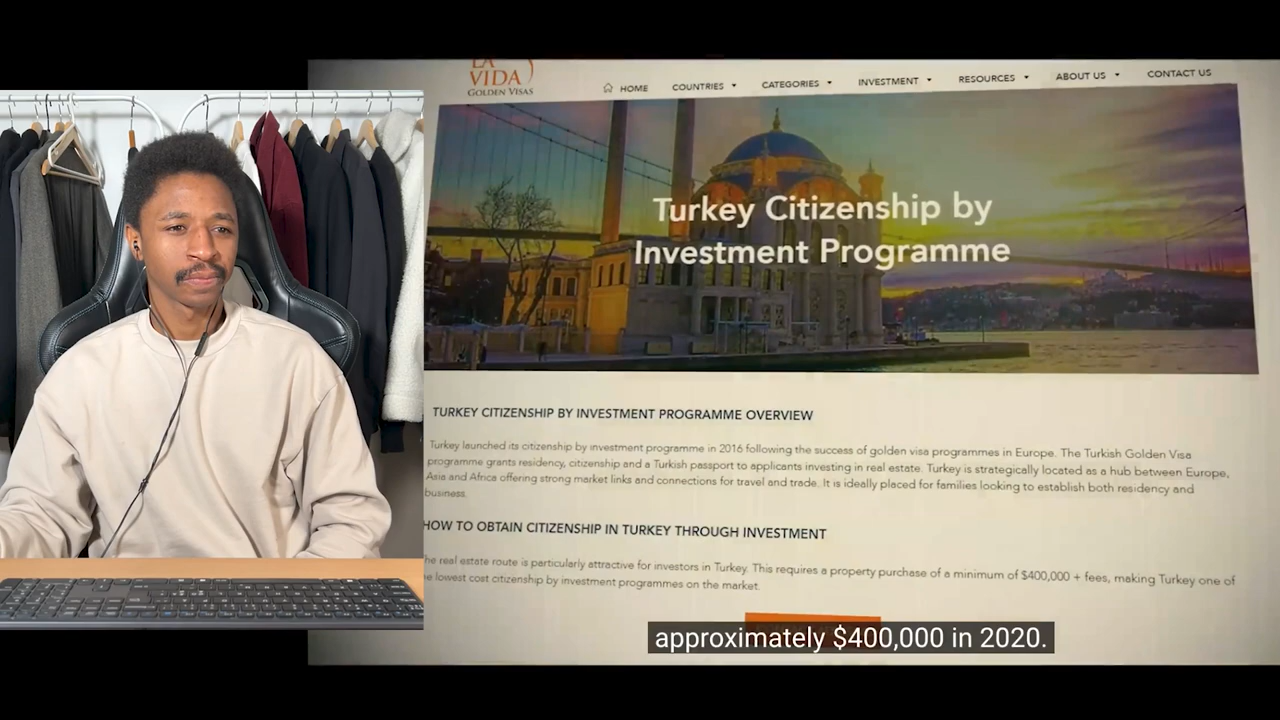 LA
VIDA
GOLDEN VISAS
HOME COUNTRIES CATEGORIES INVESTMENT RESOURCES ABOUT US CONTACT US
Turkey Citizenship by
Investment Programme
TURKEY CITIZENSHIP BY INVESTMENT PROGRAMME OVERVIEW
Turkey launched its citizenship by investment programme in 2016 following the success of golden visa programmes in Europe. The Turkish Golden Visa
programme grants residency, citizenship and a Turkish passport to applicants investing in real estate. Turkey is strategically located as a hub between Europe,
Asia and Africa offering strong market links and connections for travel and trade. It is ideally placed for families looking to establish both residency and
business.
HOW TO OBTAIN CITIZENSHIP IN TURKEY THROUGH INVESTMENT
he real estate route is particularly attractive for investors in Turkey. This requires a property purchase of a minimum of $400,000 + fees, making Turkey one of
e lowest cost citizenship by investment programmes on the market.
approximately $400,000 in 2020.